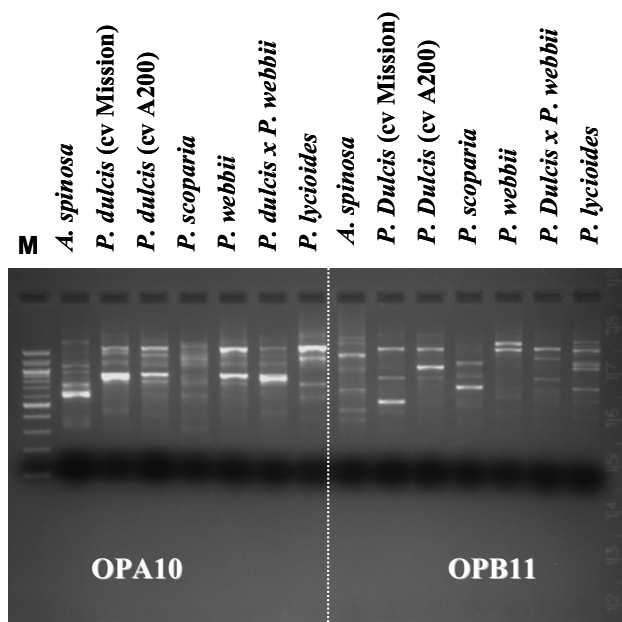 M
A. spinosa
P. dulcis (cv Mission)
P. dulcis (cv A200)
P. scoparia
P. webbii
P. dulcis x P. webbii
P. lycioides
A. spinosa
P. Dulcis (cv Mission)
P. Dulcis (cv A200)
P. scoparia
P. webbii
P. Dulcis x P. webbii
P. lycioides
OPA10
OPB11